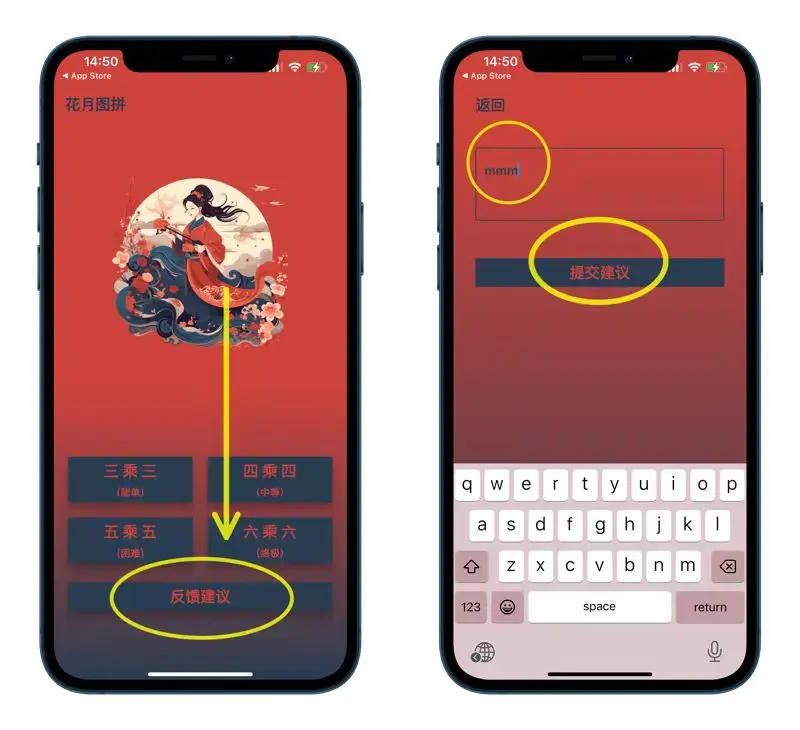 14:50
◀ App Store
花月图拼
三乘三
(简单)
四乘四
(中等)
五乘五
(困难)
六乘六
(终极)
反馈建议
14:50
◀ App Store
返回
mmm
提交建议
q w e r t y u i o p
a s d f g h j k l
z x c v b n m
123 space return